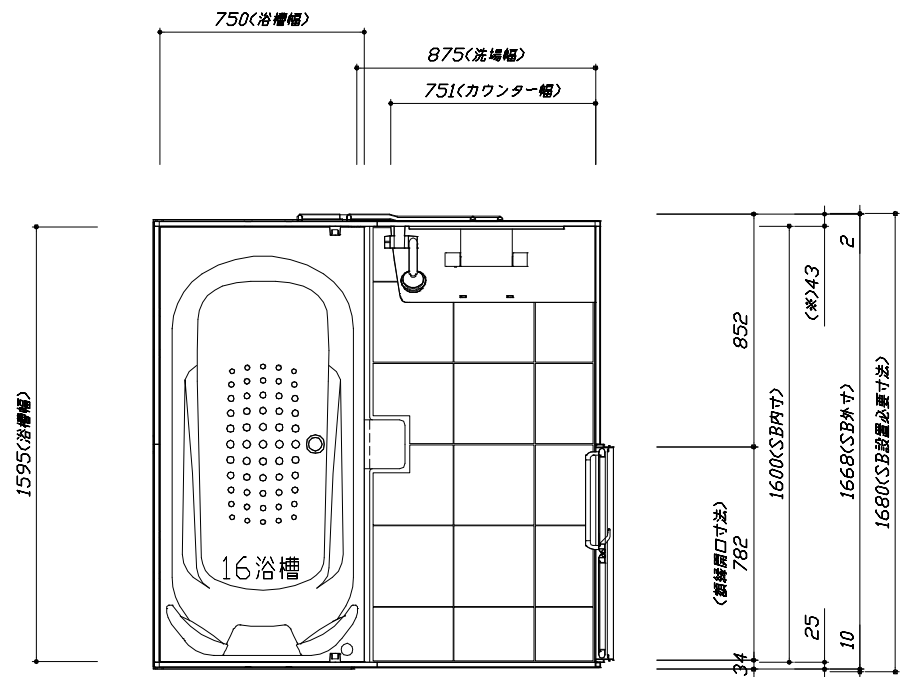 750(浴槽幅)
875(洗場幅)
751(カウンター幅)
1595(浴槽幅)
16浴槽
852
782
(額縁開口寸法)
34
1600(SB内寸)
(※)43
25
2
1668(SB外寸)
10
1680(SB設置必要寸法)